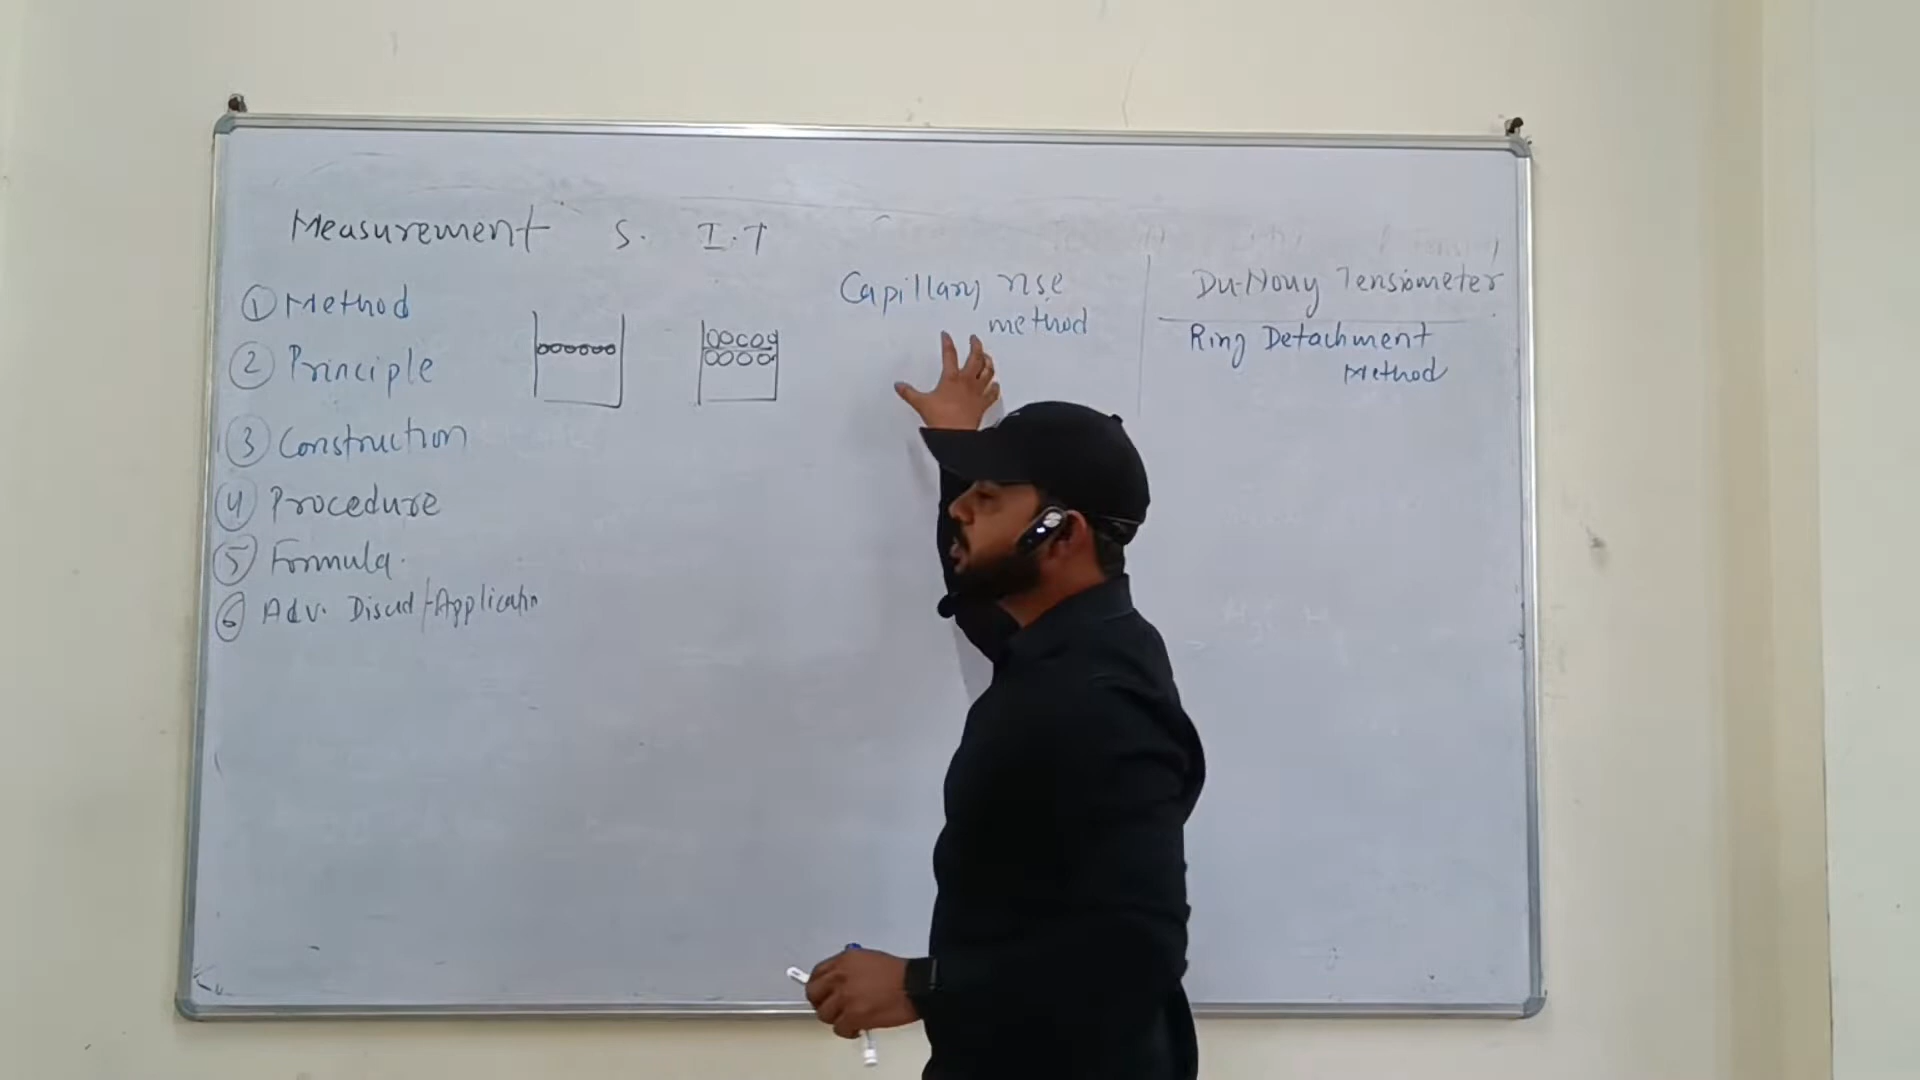 Measurement S. I.T
① Method
② Principle
③ Construction
④ Procedure
⑤ Formula.
⑥ Adv. Disad/-Application
Capillary rise
method
Du-Nouy Tensiometer
Ring Detachment
Method